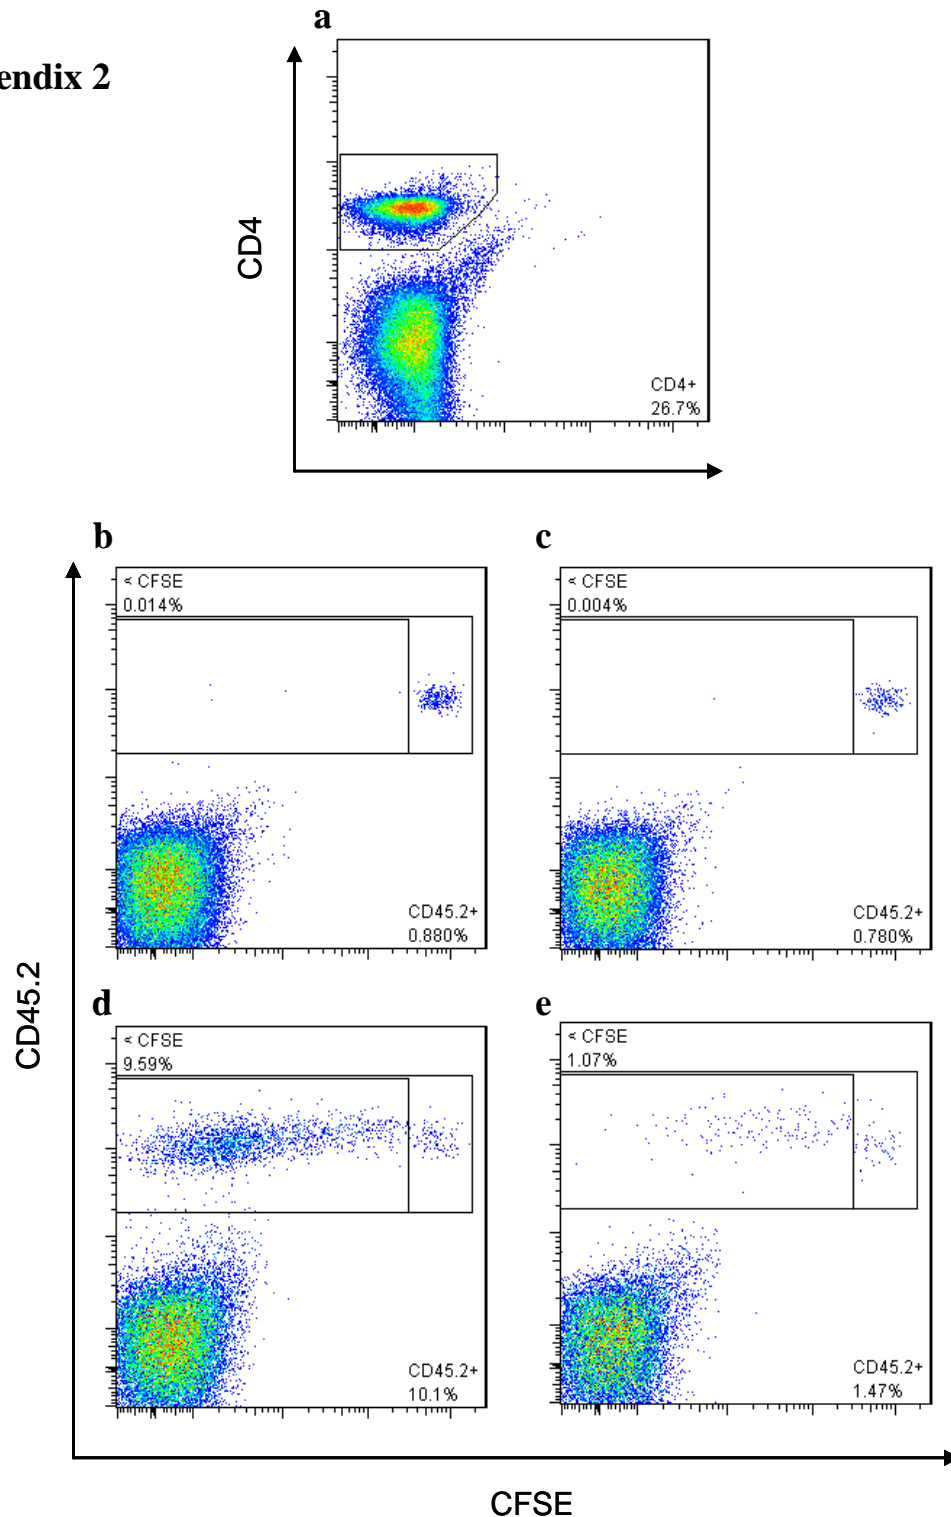 a
endix 2
CD4
CD4+
26.7%
b
c
< CFSE
0.014%
< CFSE
0.004%
CD45.2+
0.880%
CD45.2+
0.780%
CD45.2
d
e
< CFSE
9.59%
< CFSE
1.07%
CD45.2+
10.1%
CD45.2+
1.47%
CFSE